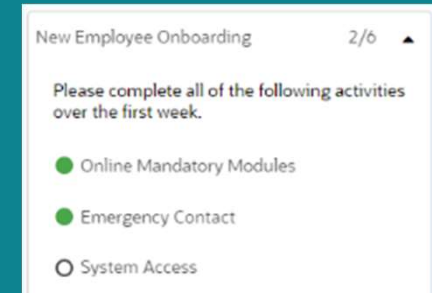 New Employee Onboarding 2/6
Please complete all of the following activities
over the first week.
Online Mandatory Modules
Emergency Contact
System Access